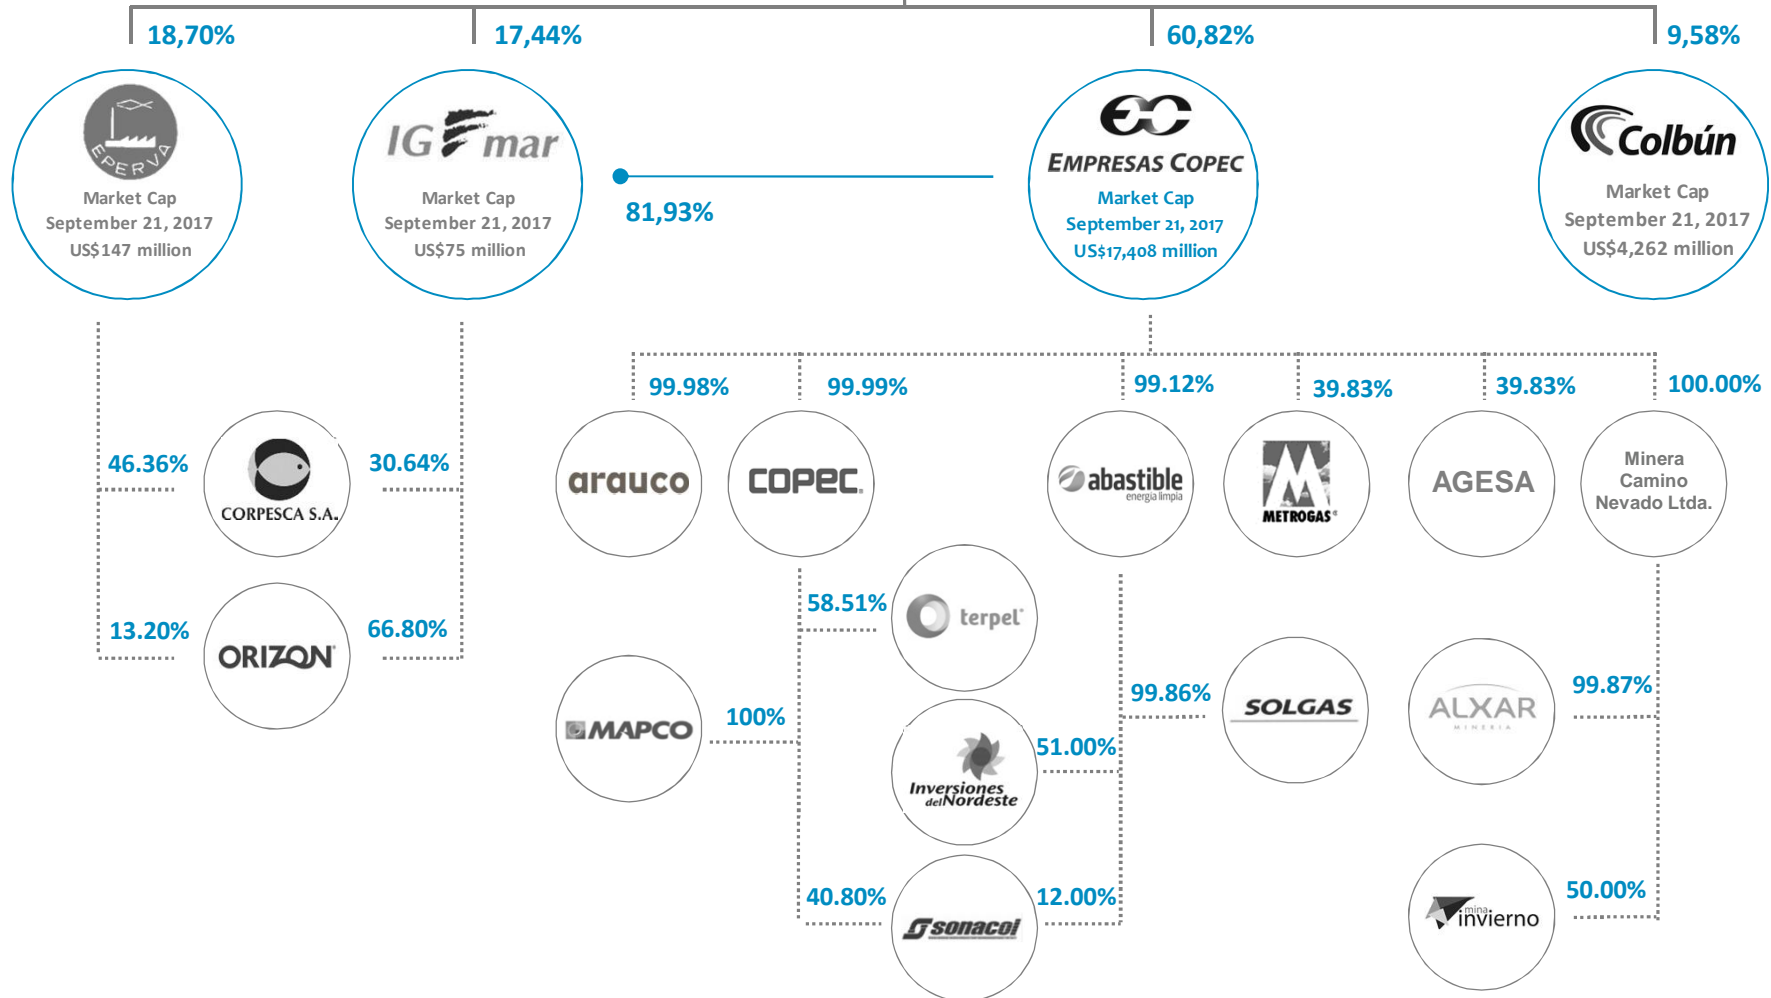 18,70%
17,44%
60,82%
9,58%
EPERVA
Market Cap
September 21, 2017
US$147 million
IG mar
Market Cap
September 21, 2017
US$75 million
81,93%
EC
EMPRESAS COPEC
Market Cap
September 21, 2017
US$17,408 million
Colbún
Market Cap
September 21, 2017
US$4,262 million
99.98%
99.99%
99.12%
39.83%
39.83%
100.00%
46.36%
CORPESCA S.A.
30.64%
arauco
COPEC
abastible
energía limpia
METROGAS
AGESA
Minera
Camino
Nevado Ltda.
13.20%
ORIZON
66.80%
58.51%
terpel
MAPCO
100%
Inversiones
del Nordeste
51.00%
99.86%
SOLGAS
ALXAR
MINERIA
99.87%
40.80%
sonacol
12.00%
mina
invierno
50.00%